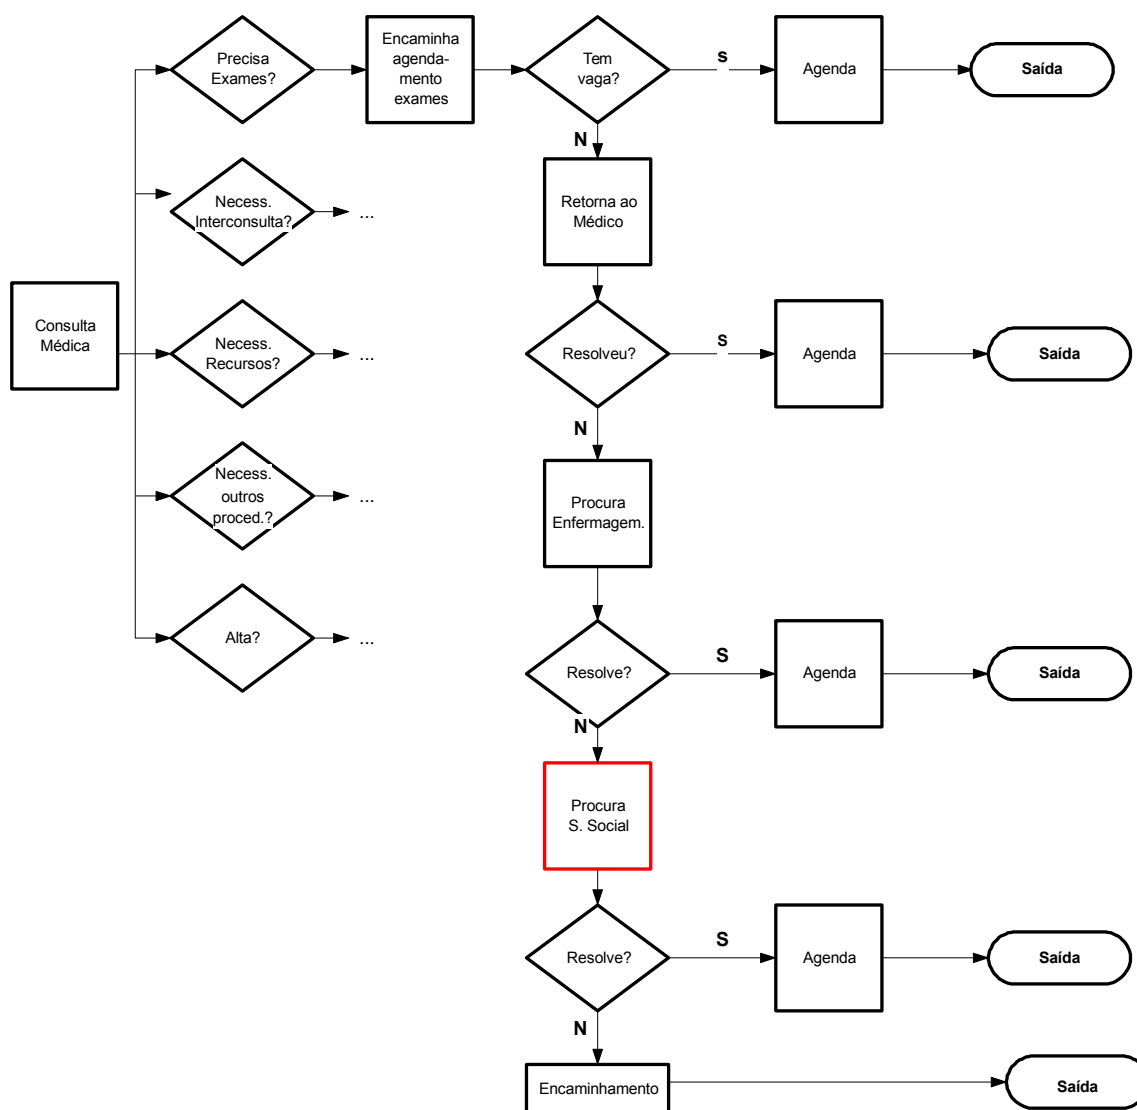 Precisa
Exames?
Encaminha
agenda-
mento
exames
Tem
vaga?
s
Agenda
Saída
N
Necess.
Interconsulta?
...
Retorna ao
Médico
Consulta
Médica
Necess.
Recursos?
...
Resolveu?
s
Agenda
Saída
N
Necess.
outros
proced.?
...
Procura
Enfermagem.
Alta?
...
Resolve?
S
Agenda
Saída
N
Procura
S. Social
Resolve?
S
Agenda
Saída
N
Encaminhamento
Saída